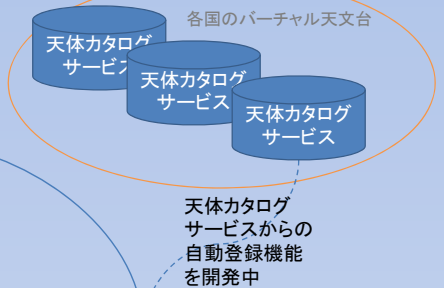 各国のバーチャル天文台
天体カタログ
サービス
天体カタログ
サービス
天体カタログ
サービス
天体カタログ
サービスからの
自動登録機能
を開発中